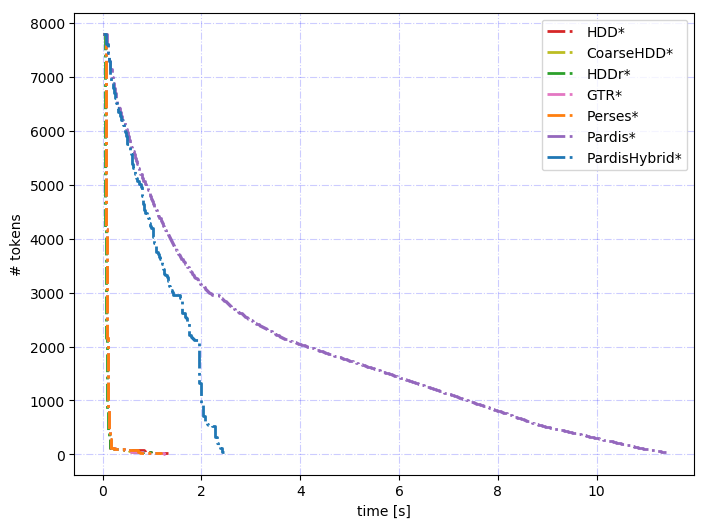 8000
7000
6000
5000
4000
3000
2000
1000
0
# tokens
0 2 4 6 8 10
time [s]
HDD*
CoarseHDD*
HDDr*
GTR*
Perses*
Pardis*
PardisHybrid*